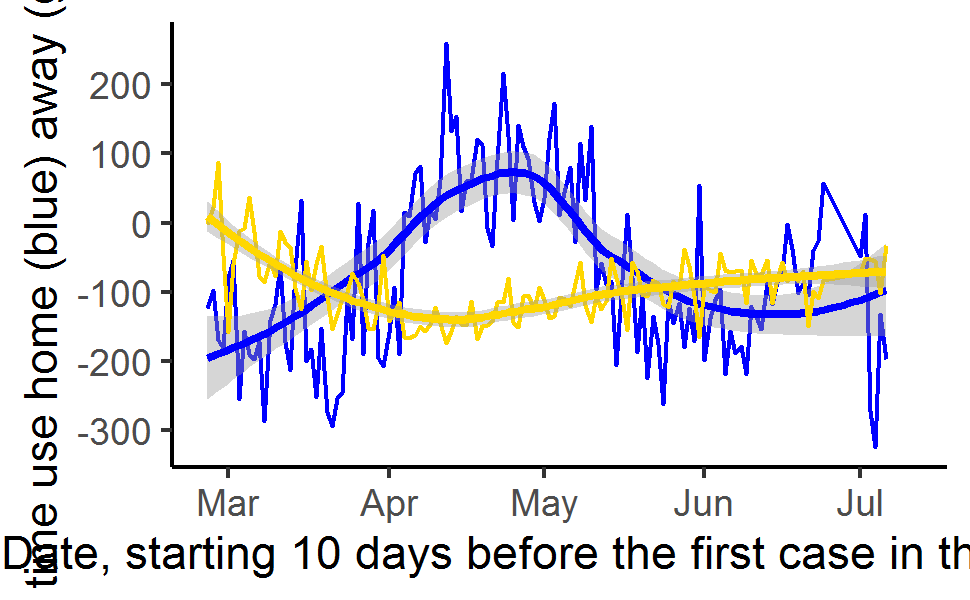 time use home (blue) away (
200
100
0
-100
-200
-300
Mar Apr May Jun Jul
Date, starting 10 days before the first case in th